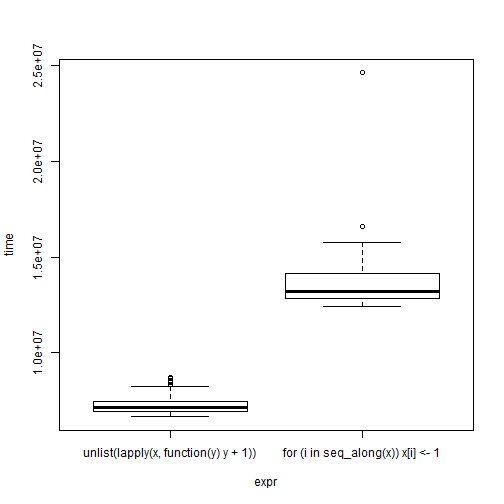 2.5e+07
2.0e+07
1.5e+07
1.0e+07
time
unlist(lapply(x, function(y) y + 1))
for (i in seq_along(x)) x[i] <- 1
expr